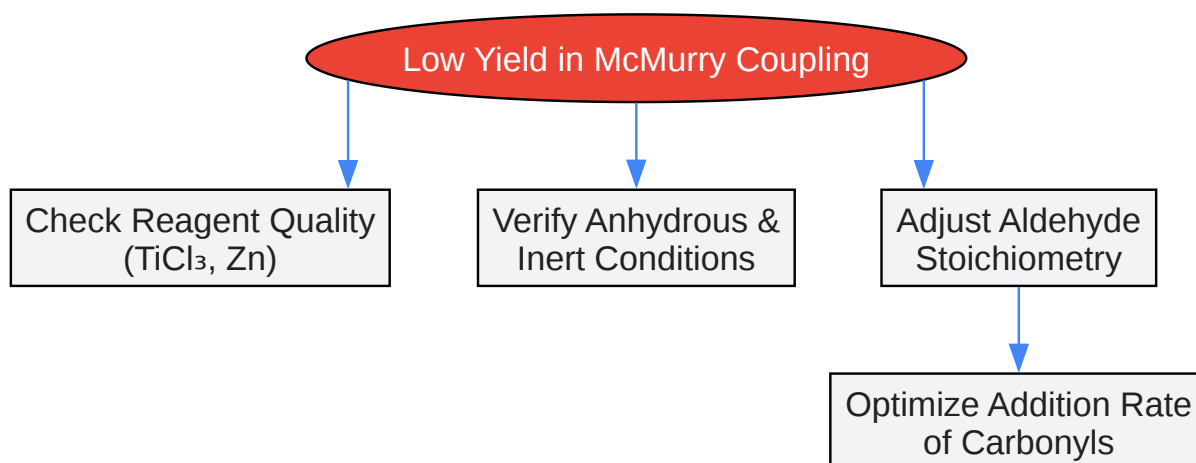 Low Yield in McMurry Coupling
Check Reagent Quality
(TiCl₃, Zn)
Verify Anhydrous &
Inert Conditions
Adjust Aldehyde
Stoichiometry
Optimize Addition Rate
of Carbonyls